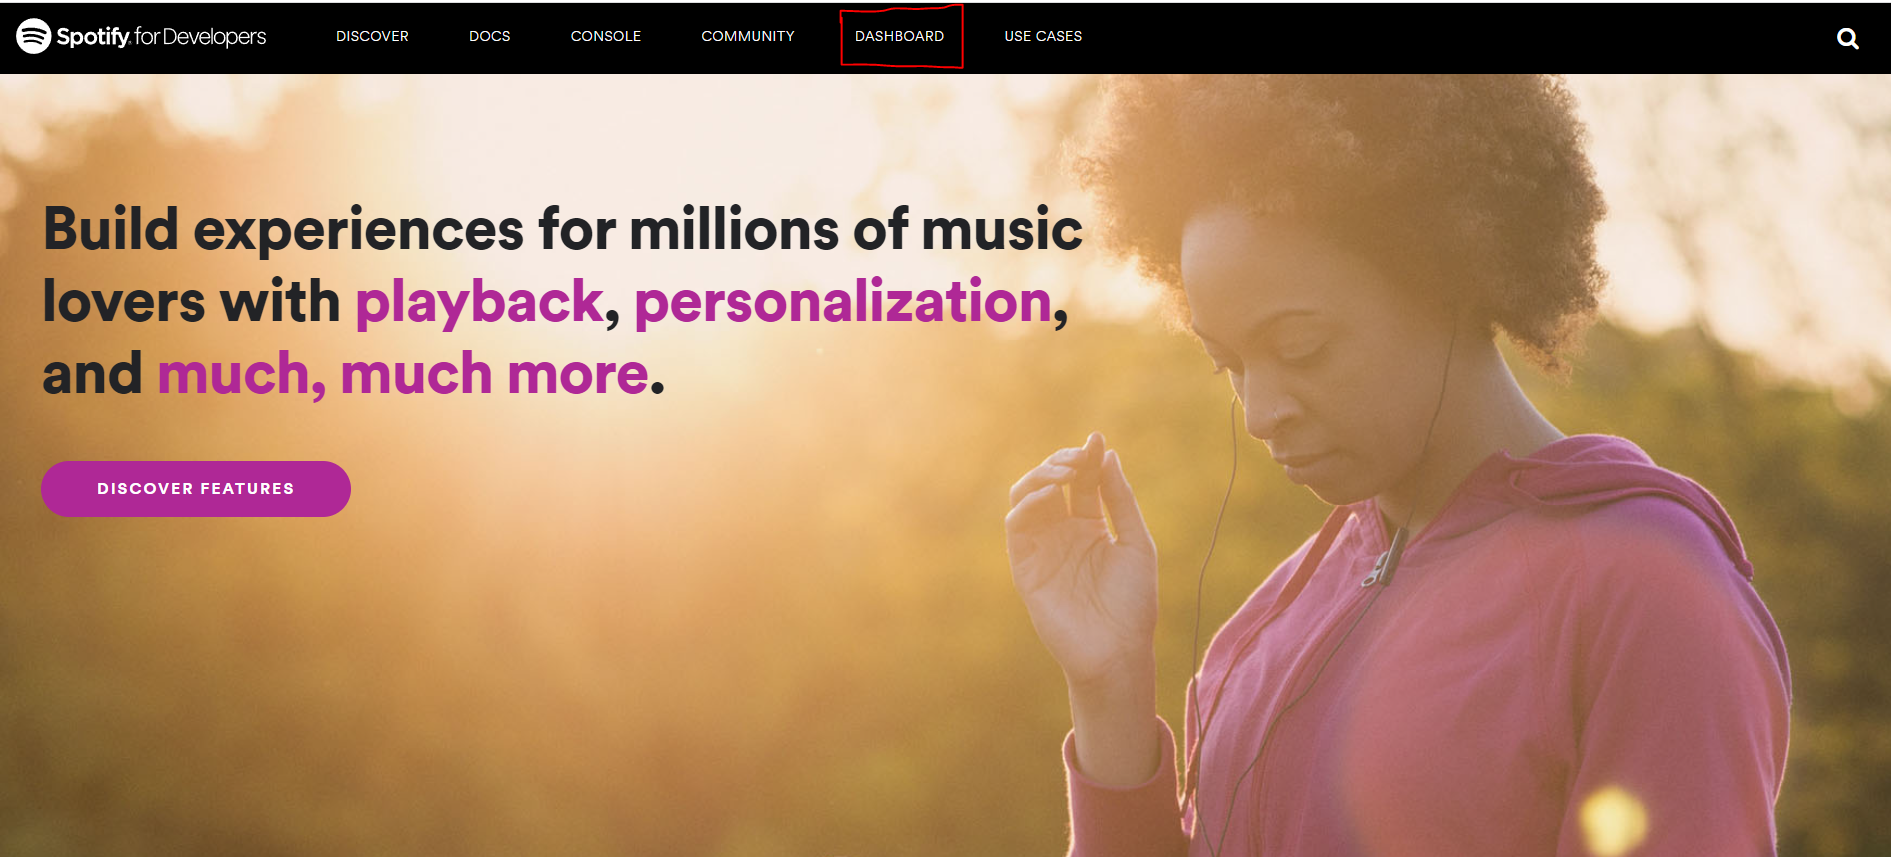 Spotify for Developers DISCOVER DOCS CONSOLE COMMUNITY DASHBOARD USE CASES
Build experiences for millions of music
lovers with playback, personalization,
and much, much more.
DISCOVER FEATURES